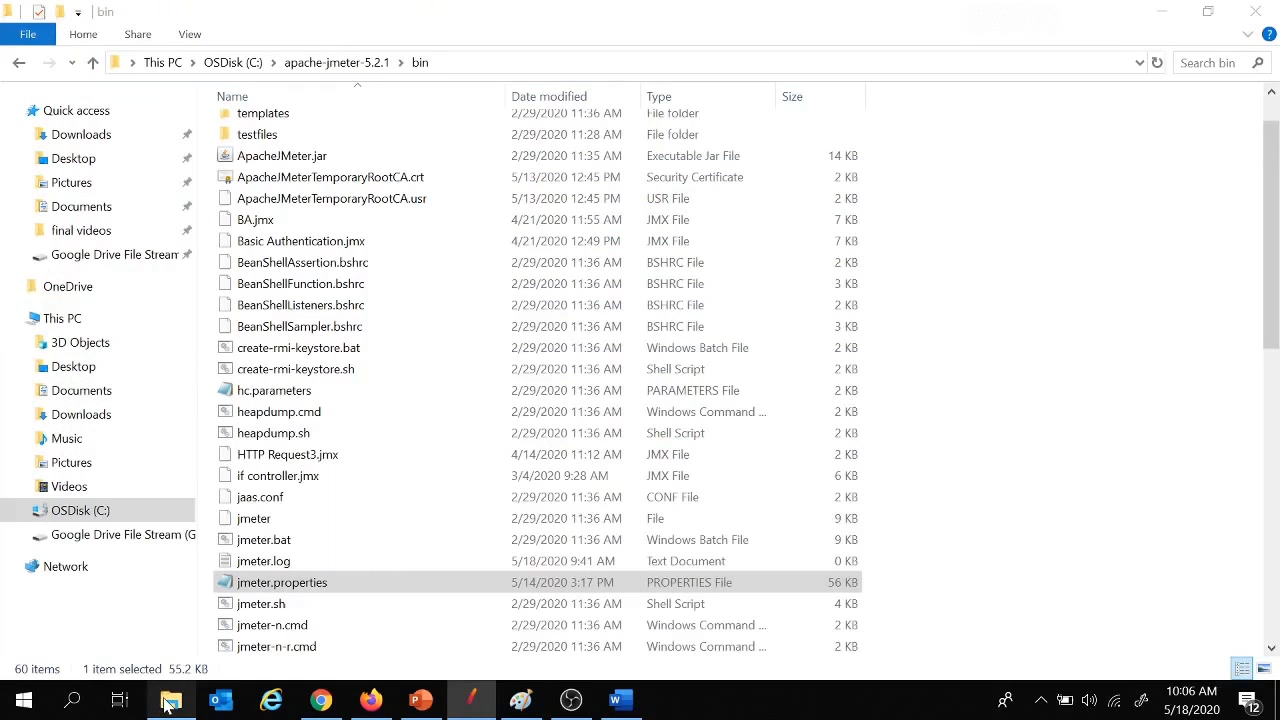 bin
File Home Share View
This PC OSDisk (C:) apache-jmeter-5.2.1 bin Search bin
Name Date modified Type Size
Quick access
Downloads
Desktop
Pictures
Documents
final videos
Google Drive File Stream
OneDrive
This PC
3D Objects
Desktop
Documents
Downloads
Music
Pictures
Videos
OSDisk (C:)
Google Drive File Stream (G
Network
templates 2/29/2020 11:36 AM File folder
testfiles 2/29/2020 11:28 AM File folder
ApacheJMeter.jar 2/29/2020 11:35 AM Executable Jar File 14 KB
ApacheJMeterTemporaryRootCA.crt 5/13/2020 12:45 PM Security Certificate 2 KB
ApacheJMeterTemporaryRootCA.usr 5/13/2020 12:45 PM USR File 2 KB
BA.jmx 4/21/2020 11:55 AM JMX File 7 KB
Basic Authentication.jmx 4/21/2020 12:49 PM JMX File 7 KB
BeanShellAssertion.bshrc 2/29/2020 11:36 AM BSHRC File 2 KB
BeanShellFunction.bshrc 2/29/2020 11:36 AM BSHRC File 3 KB
BeanShellListeners.bshrc 2/29/2020 11:36 AM BSHRC File 2 KB
BeanShellSampler.bshrc 2/29/2020 11:36 AM BSHRC File 3 KB
create-rmi-keystore.bat 2/29/2020 11:36 AM Windows Batch File 2 KB
create-rmi-keystore.sh 2/29/2020 11:36 AM Shell Script 2 KB
hc.parameters 2/29/2020 11:36 AM PARAMETERS File 2 KB
heapdump.cmd 2/29/2020 11:36 AM Windows Command ... 2 KB
heapdump.sh 2/29/2020 11:36 AM Shell Script 2 KB
HTTP Request3.jmx 4/14/2020 11:12 AM JMX File 2 KB
if controller.jmx 3/4/2020 9:28 AM JMX File 6 KB
jaas.conf 2/29/2020 11:36 AM CONF File 2 KB
jmeter 2/29/2020 11:36 AM File 9 KB
jmeter.bat 2/29/2020 11:36 AM Windows Batch File 9 KB
jmeter.log 5/18/2020 9:41 AM Text Document 0 KB
jmeter.properties 5/14/2020 3:17 PM PROPERTIES File 56 KB
jmeter.sh 2/29/2020 11:36 AM Shell Script 4 KB
jmeter-n.cmd 2/29/2020 11:36 AM Windows Command ... 2 KB
jmeter-n-r.cmd 2/29/2020 11:36 AM Windows Command ... 2 KB
60 items 1 item selected 55.2 KB
10:06 AM
5/18/2020
12